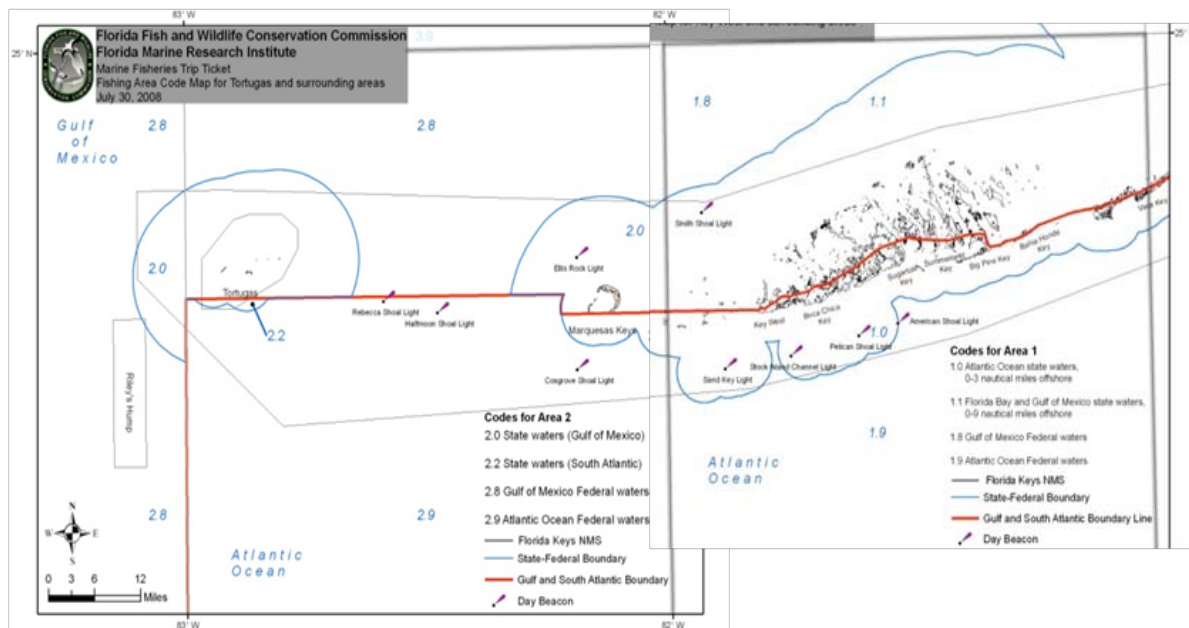 83° W
82° W
25° N
25°
Florida Fish and Wildlife Conservation Commission
Florida Marine Research Institute
Marine Fisheries Trip Ticket
Fishing Area Code Map for Tortugas and surrounding areas
July 30, 2008
3.9
Gulf
of
Mexico
2.8
2.8
1.8
1.1
2.0
2.0
Smith Shoal Light
Ellis Rock Light
Tortugas
2.2
Rebecca Shoal Light
Halfmoon Shoal Light
Marquesas Keys
Cosgrove Shoal Light
Key West
Boca Chica
Key
Sugarloaf
Key
Summerland
Key
Big Pine Key
Bahia Honda
Key
Vaca Key
1.0
American Shoal Light
Pelican Shoal Light
Stock Island Channel Light
Sand Key Light
Riley's Hump
1.9
Atlantic
Ocean
Codes for Area 1
1.0 Atlantic Ocean state waters,
0-3 nautical miles offshore
1.1 Florida Bay and Gulf of Mexico state waters,
0-9 nautical miles offshore
1.8 Gulf of Mexico Federal waters
1.9 Atlantic Ocean Federal waters
Florida Keys NMS
State-Federal Boundary
Gulf and South Atlantic Boundary Line
Day Beacon
Codes for Area 2
2.0 State waters (Gulf of Mexico)
2.2 State waters (South Atlantic)
2.8 Gulf of Mexico Federal waters
2.9 Atlantic Ocean Federal waters
Florida Keys NMS
State-Federal Boundary
Gulf and South Atlantic Boundary
Day Beacon
2.8
2.9
Atlantic
Ocean
N
W E
S
0 3 6 12
Miles
83° W
82° W